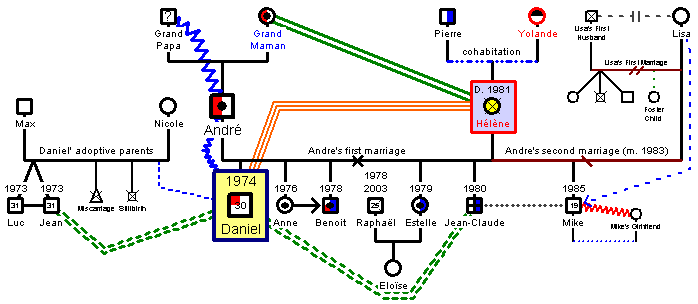 ?
Grand
Papa
Grand
Maman
Pierre
Yolande
cohabitation
Lisa's First
Husband
Lisa
Lisa's First Marriage
Foster
Child
D. 1981
Hélène
André
Max
Nicole
Daniel' adoptive parents
Andre's first marriage
Andre's second marriage (m. 1983)
1973
1973
31
31
Luc
Jean
Miscarriage
Stillbirth
1974
30
Daniel
1976
Anne
1978
Benoit
1978
2003
25
Raphaël
1979
Estelle
1980
Jean-Claude
1985
19
Mike
Mike's Girlfriend
Eloïse